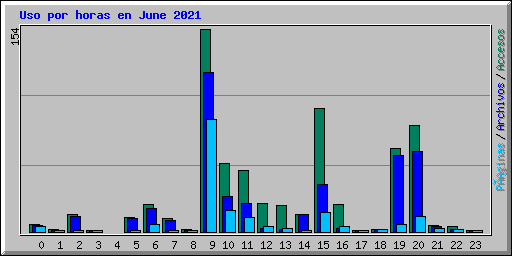 Uso por horas en June 2021
154
0 1 2 3 4 5 6 7 8 9 10 11 12 13 14 15 16 17 18 19 20 21 22 23
PÃginas/Archivos/Accesos